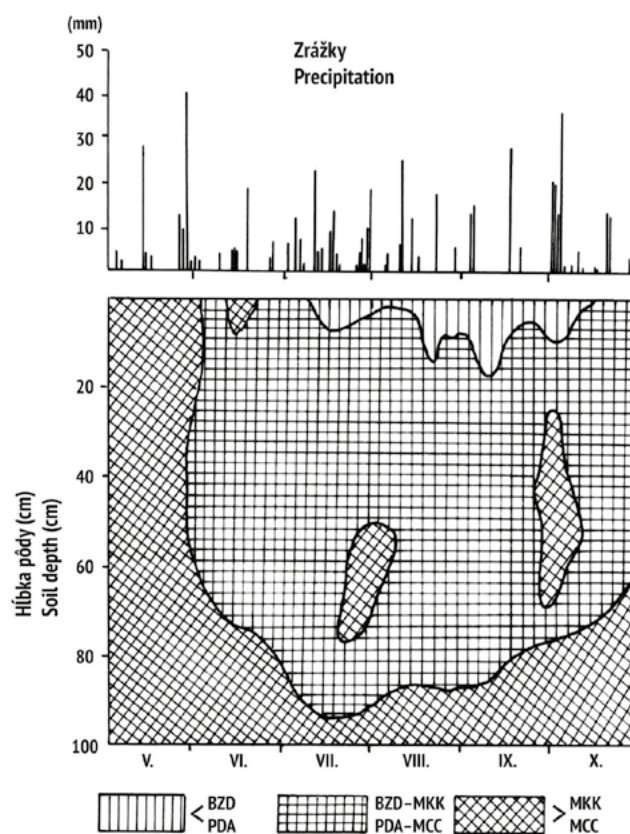 (mm)
50
40
30
20
10
Zrážky
Precipitation
Hĺbka pôdy (cm)
Soil depth (cm)
20
40
60
80
100
V.
VI.
VII.
VIII.
IX.
X.
< BZD
PDA
BZD–MKK
PDA–MCC
> MKK
MCC